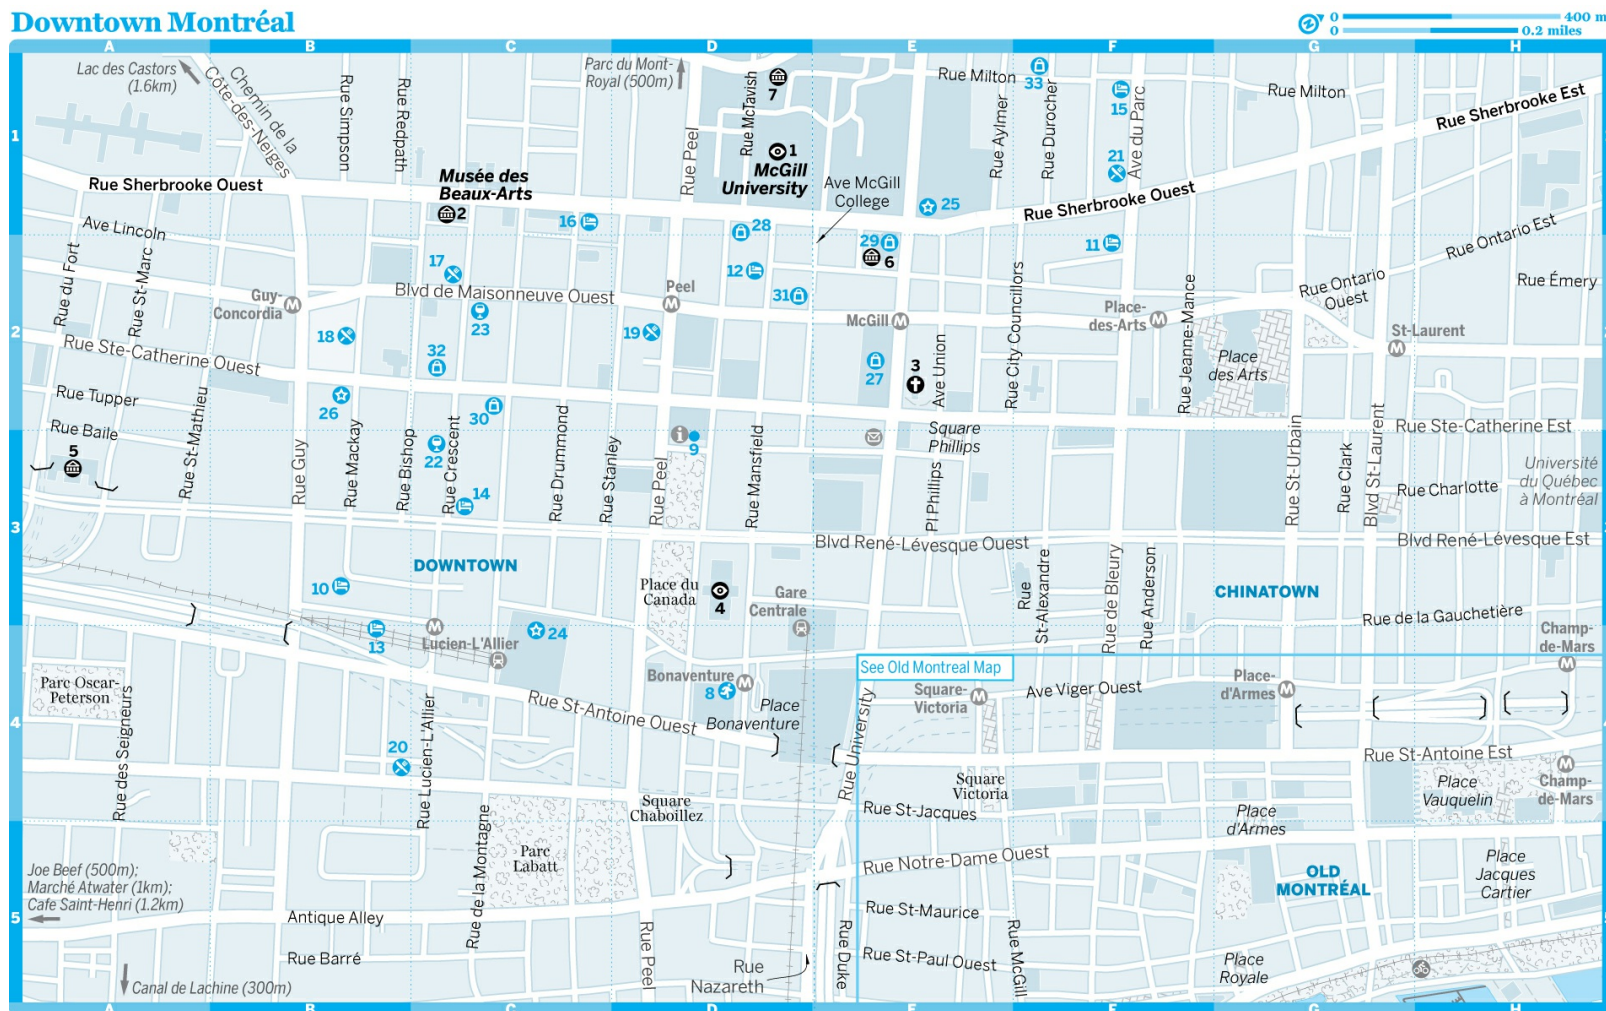 Downtown Montréal
0 400 m
0 0.2 miles
A B C D E F G H
Lac des Castors
(1.6km)
Chemin de la
Côte-des-Neiges
Rue Simpson
Rue Redpath
Parc du Mont-
Royal (500m)
Rue McTavish
7
Rue Milton
33
Rue Aylmer
Rue Durocher
15
Ave du Parc
Rue Milton
Rue Sherbrooke Est
1
Rue Peel
1
McGill
University
21
Rue Sherbrooke Ouest
Musée des
Beaux-Arts
2
Ave McGill
College
25
Rue Sherbrooke Ouest
16
28
29
6
11
Rue Ontario Est
Ave Lincoln
Rue du Fort
Rue St-Marc
17
12
31
Rue Émery
Guy-
Concordia
Blvd de Maisonneuve Ouest
Peel
McGill
Rue City Councillors
Place-
des-Arts
Rue Jeanne-Mance
Rue Ontario
Ouest
St-Laurent
2
23
18
19
Rue Ste-Catherine Ouest
32
27
3
Ave Union
Place
des Arts
Rue Tupper
26
30
Rue Baile
5
Rue St-Mathieu
Rue Guy
Rue Mackay
Rue Bishop
22
Rue Crescent
14
Rue Drummond
Rue Stanley
Rue Peel
9
Rue Mansfield
Square
Phillips
Pl Phillips
Rue St-Urbain
Rue Clark
Blvd St-Laurent
Rue Ste-Catherine Est
Université
du Québec
à Montréal
Rue Charlotte
3
Blvd René-Lévesque Ouest
Blvd René-Lévesque Est
DOWNTOWN
10
Place du
Canada
4
Gare
Centrale
Rue
St-Alexandre
Rue de Bleury
Rue Anderson
CHINATOWN
Rue de la Gauchetière
13
Lucien-L'Allier
24
Champ-
de-Mars
See Old Montreal Map
Parc Oscar-
Peterson
Bonaventure
8
Place
Bonaventure
Square-
Victoria
Ave Viger Ouest
Place-
d'Armes
Rue St-Antoine Ouest
4
Rue des Seigneurs
20
Rue Lucien-L'Allier
Rue University
Rue St-Antoine Est
Square
Victoria
Place
Vauquelin
Champ-
de-Mars
Square
Chaboillez
Rue St-Jacques
Place
d'Armes
Rue de la Montagne
Parc
Labatt
Rue Notre-Dame Ouest
OLD
MONTRÉAL
Place
Jacques
Cartier
Joe Beef (500m);
Marché Atwater (1km);
Cafe Saint-Henri (1.2km)
5
Antique Alley
Rue St-Maurice
Rue Barré
Rue Peel
Rue
Nazareth
Rue Duke
Rue St-Paul Ouest
Rue McGill
Place
Royale
Canal de Lachine (300m)
A B C D E F G H